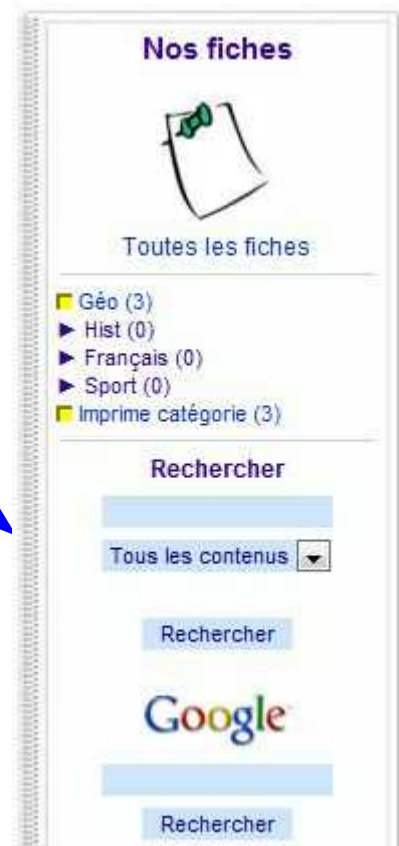 Nos fiches
Toutes les fiches
Géo (3)
Hist (0)
Français (0)
Sport (0)
Imprime catégorie (3)
Rechercher
Tous les contenus
Rechercher
Google
Rechercher